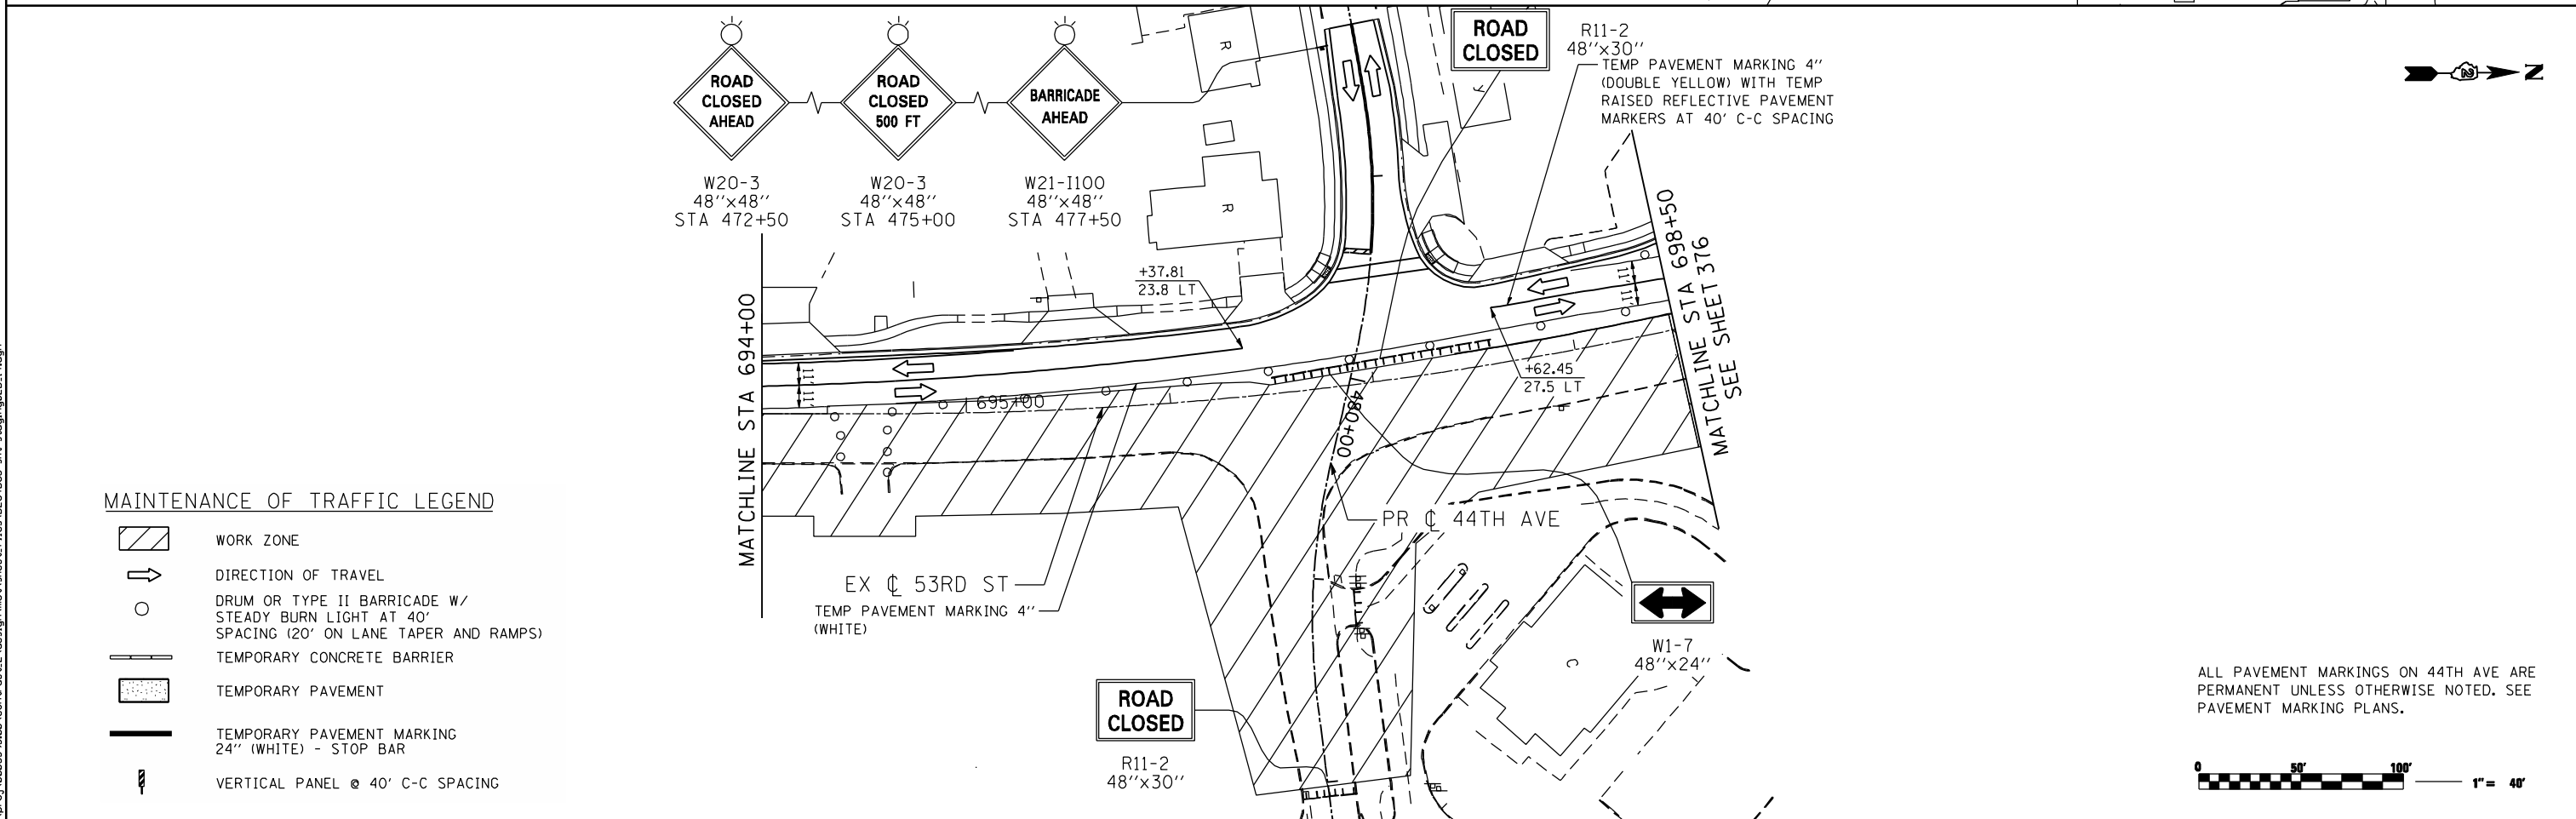 ROAD
CLOSED
AHEAD
W20-3
48''x48''
STA 472+50
ROAD
CLOSED
500 FT
W20-3
48''x48''
STA 475+00
BARRICADE
AHEAD
W21-I100
48''x48''
STA 477+50
R
R
ROAD
CLOSED
R11-2
48''x30''
TEMP PAVEMENT MARKING 4''
(DOUBLE YELLOW) WITH TEMP
RAISED REFLECTIVE PAVEMENT
MARKERS AT 40' C-C SPACING
N
+37.81
23.8 LT
11' 11'
11' 11'
MATCHLINE STA 694+00
MATCHLINE STA 698+50
SEE SHEET 376
695+00
480+00
+62.45
27.5 LT
PR ℄ 44TH AVE
EX ℄ 53RD ST
TEMP PAVEMENT MARKING 4''
(WHITE)
W1-7
48''x24''
C
ROAD
CLOSED
R11-2
48''x30''
MAINTENANCE OF TRAFFIC LEGEND
WORK ZONE
DIRECTION OF TRAVEL
DRUM OR TYPE II BARRICADE W/
STEADY BURN LIGHT AT 40'
SPACING (20' ON LANE TAPER AND RAMPS)
TEMPORARY CONCRETE BARRIER
TEMPORARY PAVEMENT
TEMPORARY PAVEMENT MARKING
24'' (WHITE) - STOP BAR
VERTICAL PANEL @ 40' C-C SPACING
ALL PAVEMENT MARKINGS ON 44TH AVE ARE
PERMANENT UNLESS OTHERWISE NOTED. SEE
PAVEMENT MARKING PLANS.
0 50' 100'
1'' = 40'